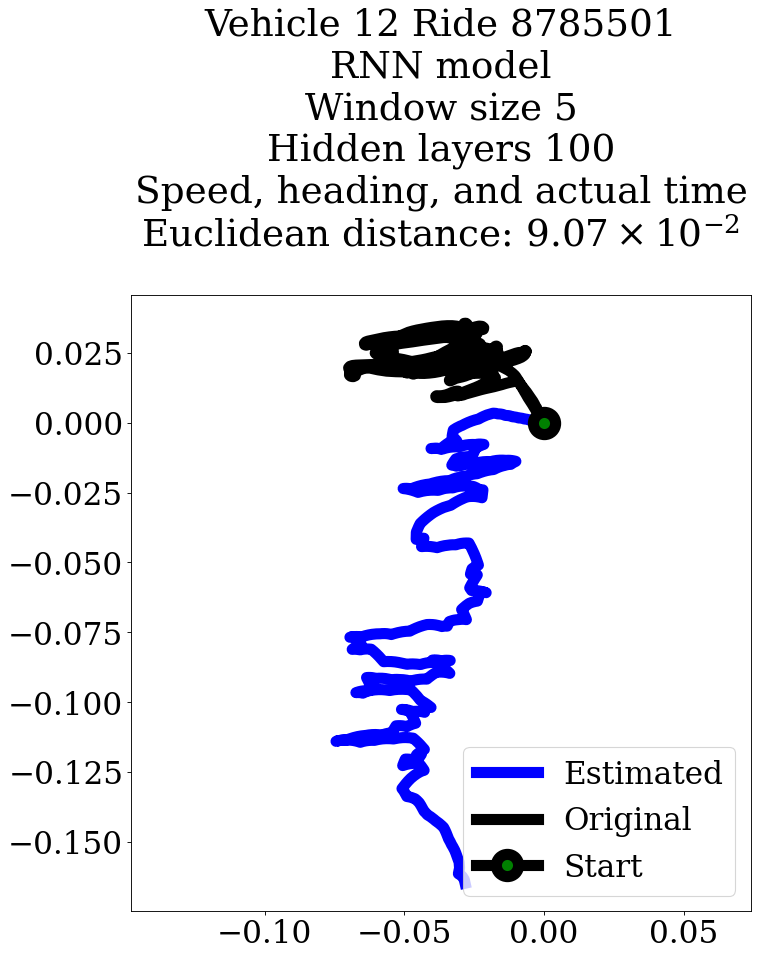 Vehicle 12 Ride 8785501
RNN model
Window size 5
Hidden layers 100
Speed, heading, and actual time
Euclidean distance: 9.07 × 10⁻²
0.025
0.000
−0.025
−0.050
−0.075
−0.100
−0.125
−0.150
Estimated
Original
Start
−0.10
−0.05
0.00
0.05